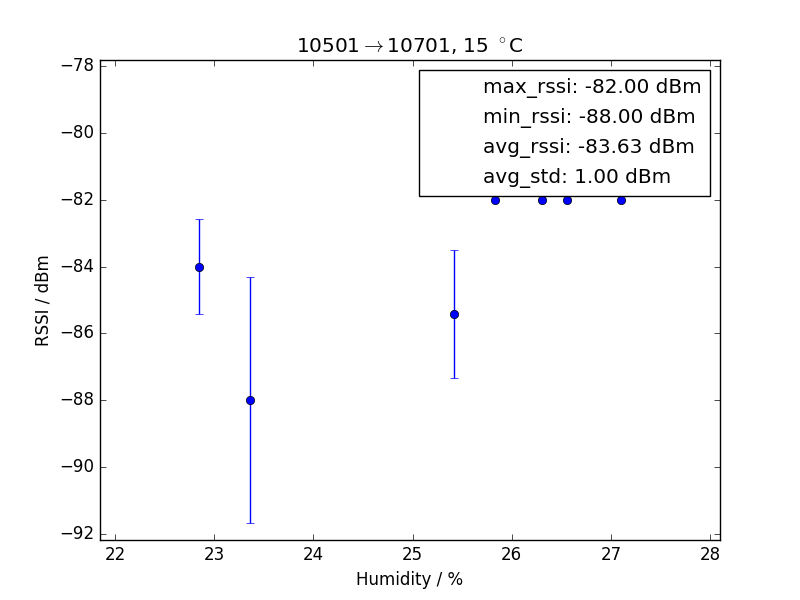 10501→10701, 15 °C
−78
−80
−82
−84
−86
−88
−90
−92
RSSI / dBm
max_rssi: -82.00 dBm
min_rssi: -88.00 dBm
avg_rssi: -83.63 dBm
avg_std: 1.00 dBm
22 23 24 25 26 27 28
Humidity / %